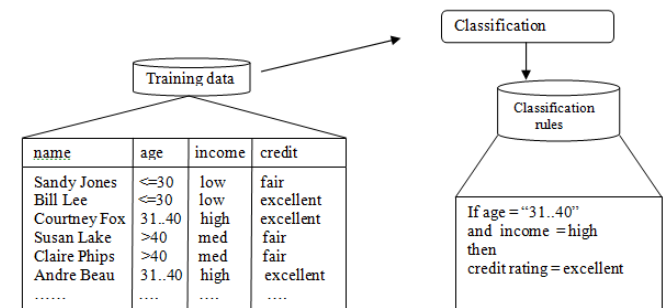 Classification
Training data
Classification
rules
name age income credit
Sandy Jones <=30 low fair
Bill Lee <=30 low excellent
Courtney Fox 31..40 high excellent
Susan Lake >40 med fair
Claire Phips >40 med fair
Andre Beau 31..40 high excellent
...... .... .... ....
If age = “31..40”
and income = high
then
credit rating = excellent